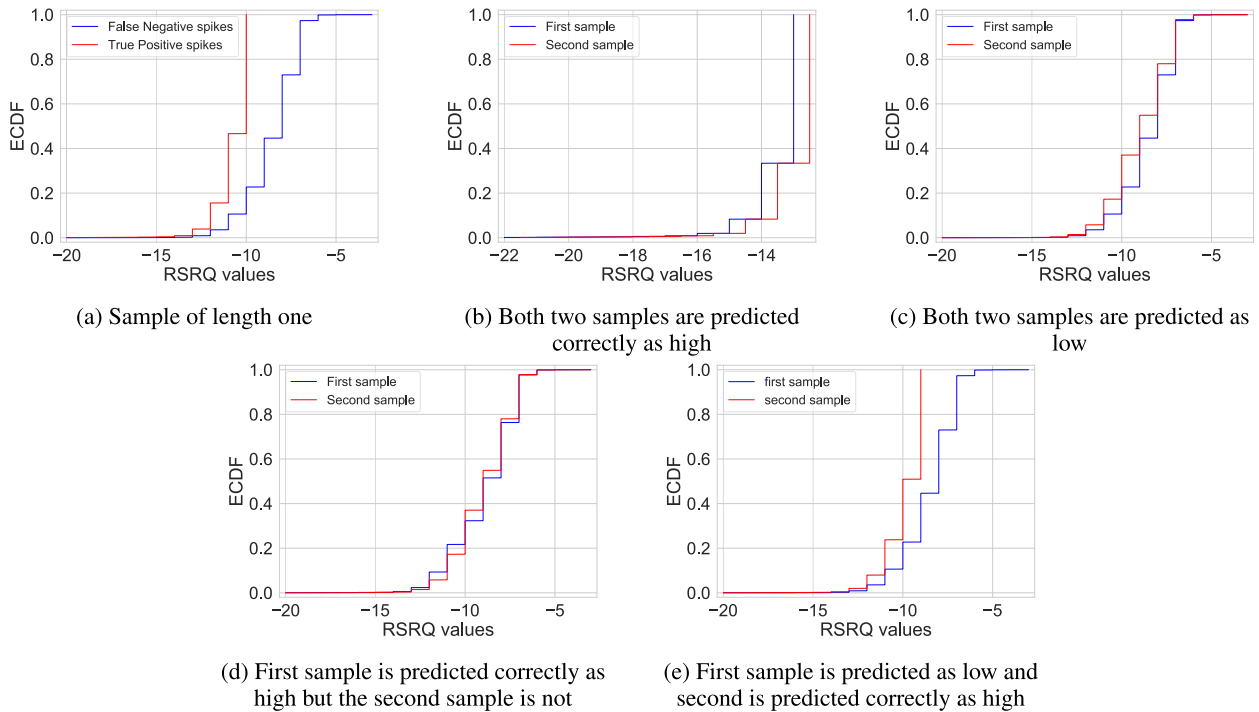 False Negative spikes
True Positive spikes
1.0
0.8
0.6
0.4
0.2
0.0
ECDF
−20
−15
−10
−5
RSRQ values
(a) Sample of length one
First sample
Second sample
1.0
0.8
0.6
0.4
0.2
0.0
ECDF
−22
−20
−18
−16
−14
RSRQ values
(b) Both two samples are predicted
correctly as high
First sample
Second sample
1.0
0.8
0.6
0.4
0.2
0.0
ECDF
−20
−15
−10
−5
RSRQ values
(c) Both two samples are predicted as
low
First sample
Second sample
1.0
0.8
0.6
0.4
0.2
0.0
ECDF
−20
−15
−10
−5
RSRQ values
(d) First sample is predicted correctly as
high but the second sample is not
first sample
second sample
1.0
0.8
0.6
0.4
0.2
0.0
ECDF
−20
−15
−10
−5
RSRQ values
(e) First sample is predicted as low and
second is predicted correctly as high